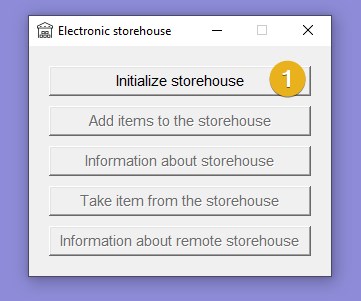 Electronic storehouse
Initialize storehouse 1
Add items to the storehouse
Information about storehouse
Take item from the storehouse
Information about remote storehouse